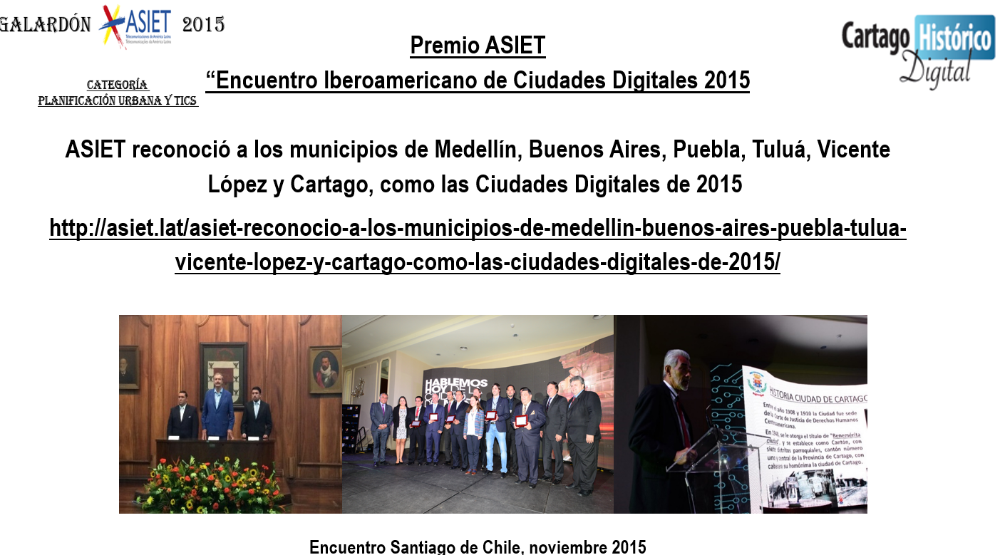 GALARDÓN ASIET 2015
Telecomunicaciones de América Latina
Telecomunicações da América Latina
CATEGORÍA
PLANIFICACIÓN URBANA Y TICS
Premio ASIET
“Encuentro Iberoamericano de Ciudades Digitales 2015
Cartago Histórico
Digital
ASIET reconoció a los municipios de Medellín, Buenos Aires, Puebla, Tuluá, Vicente
López y Cartago, como las Ciudades Digitales de 2015
http://asiet.lat/asiet-reconocio-a-los-municipios-de-medellin-buenos-aires-puebla-tulua-
vicente-lopez-y-cartago-como-las-ciudades-digitales-de-2015/
HABLEMOS
HOY DE LA
HISTORIA CIUDAD DE CARTAGO
Entre el año 1908 y 1910 la Ciudad fue sede
de la Corte de Justicia de Derechos Humanos
Centroamericana.
En se le otorga el título de "Benemérita
Ciudad", y se establece como Cantón, con
siete distritos parroquiales, cantón número
uno y central de la Provincia de Cartago, con
cabecera su homónima la ciudad de Cartago.
Encuentro Santiago de Chile, noviembre 2015